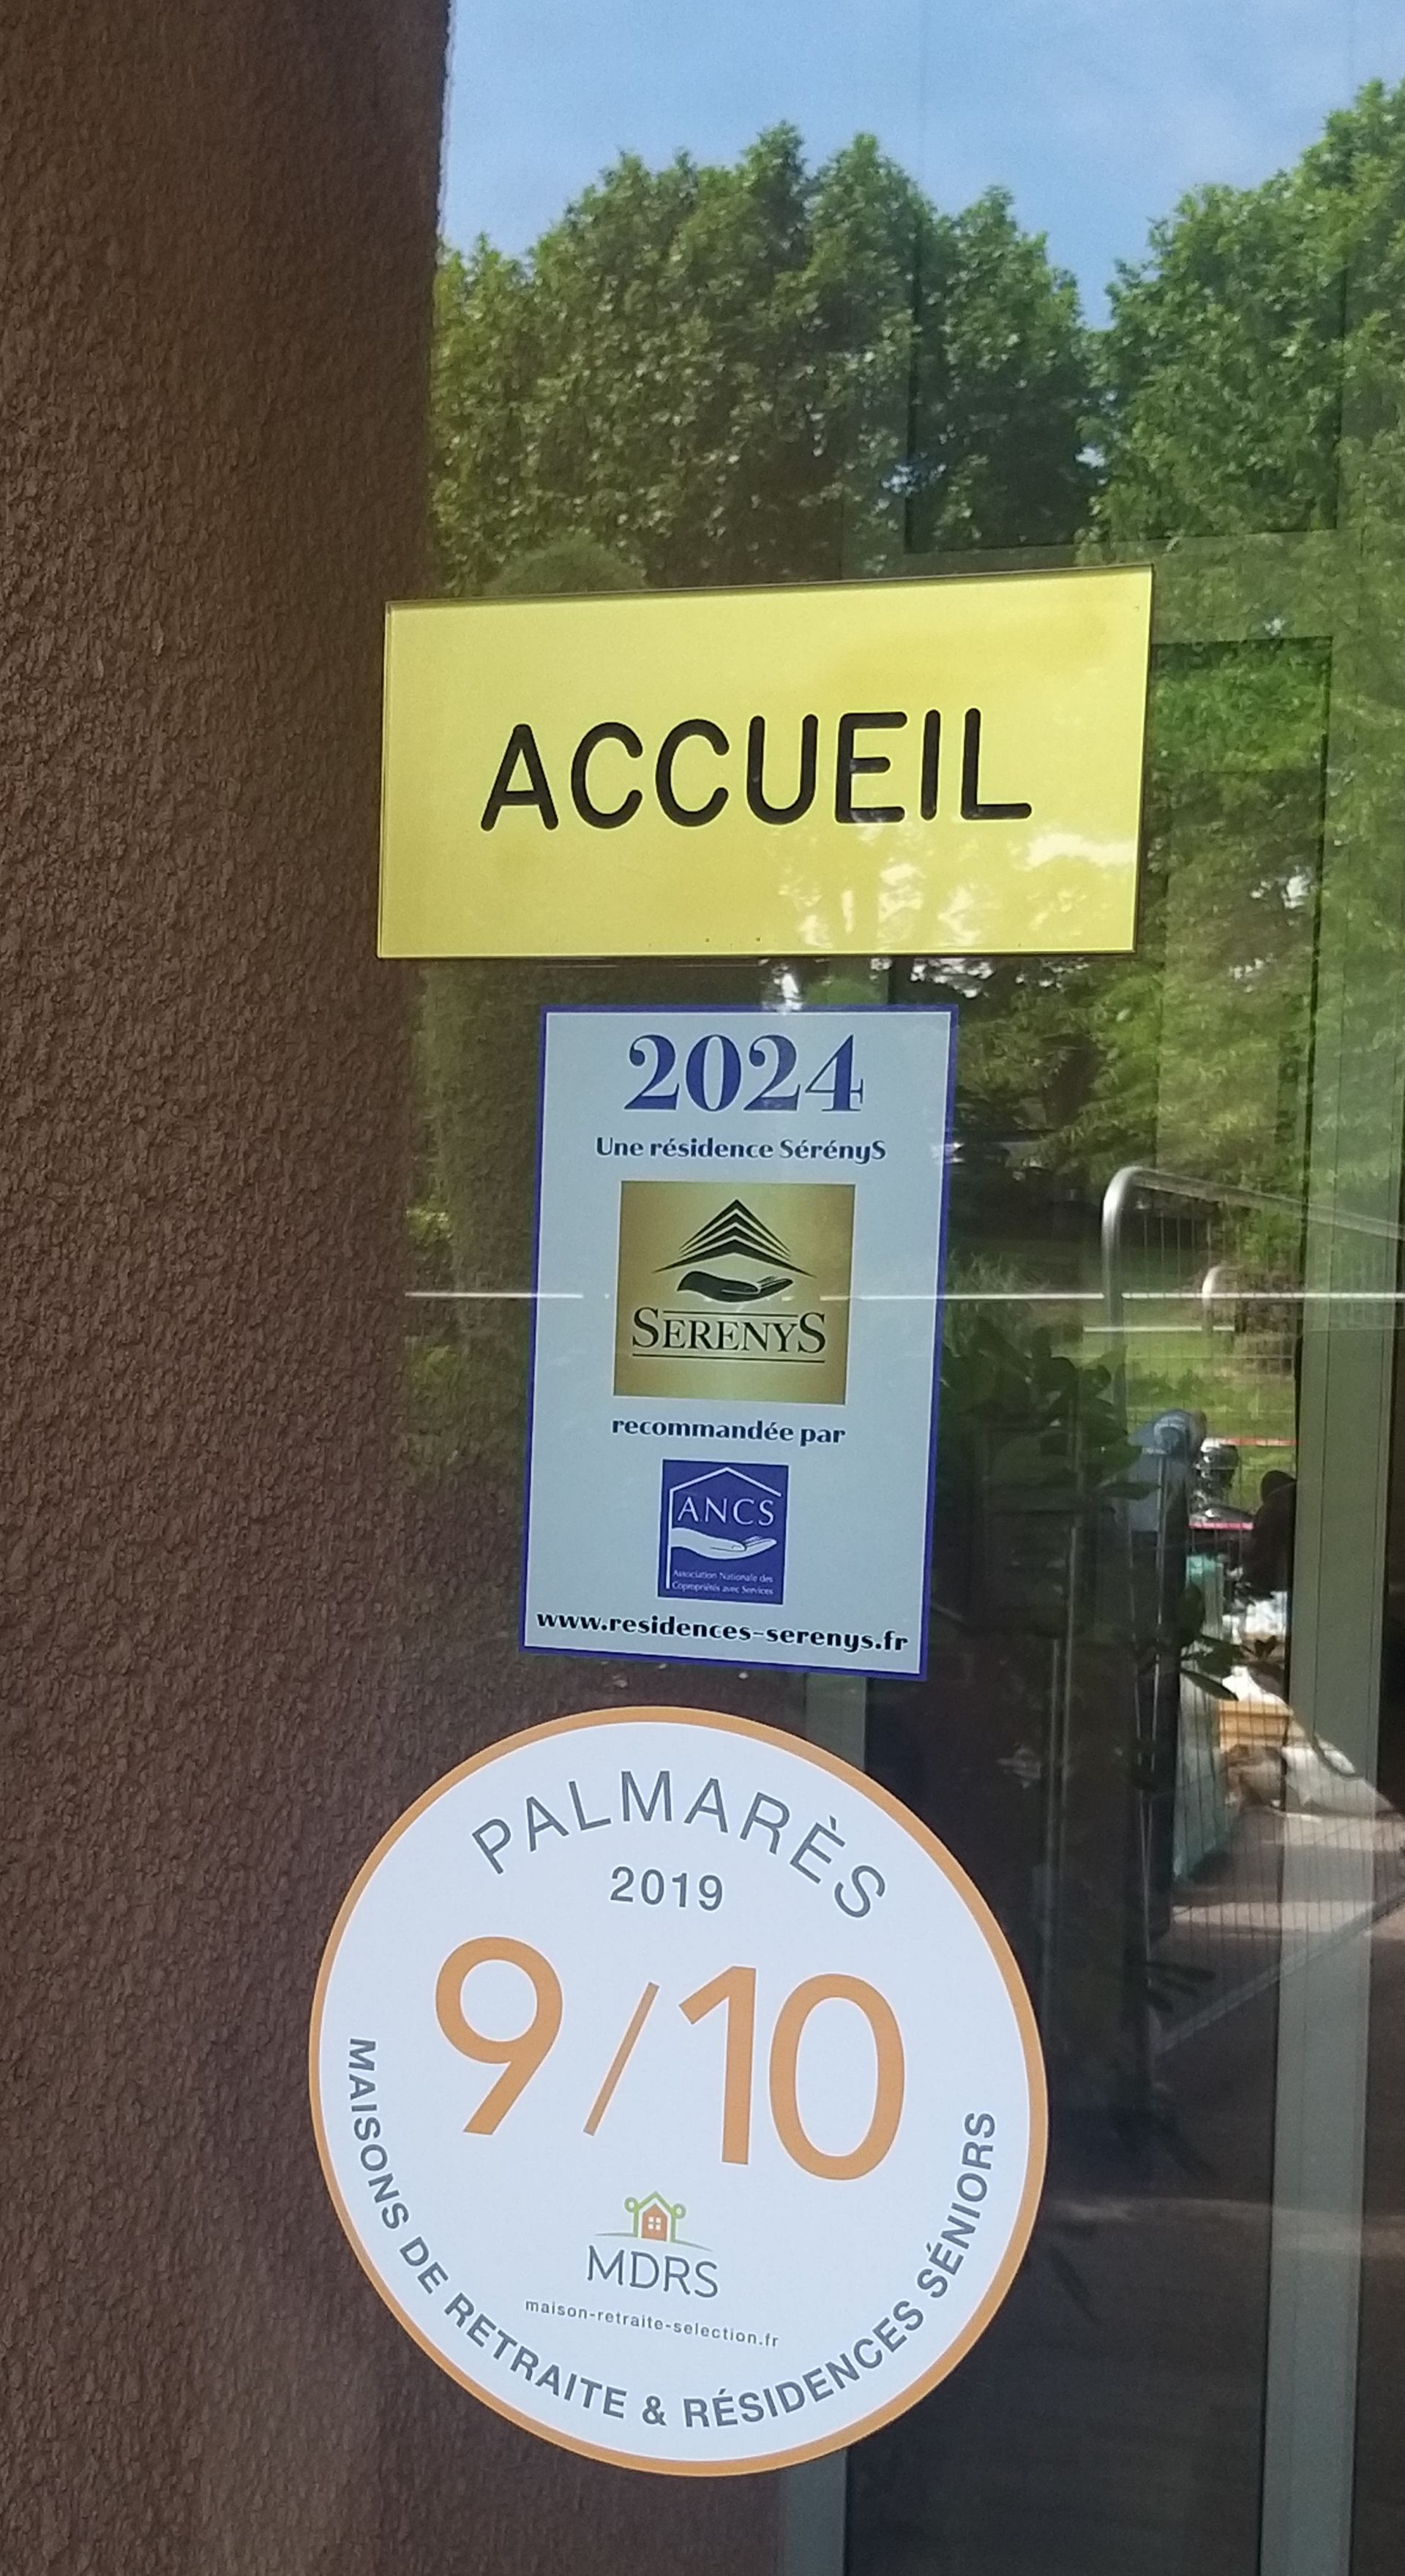 ACCUEIL
2024
Une résidence SérényS
SERENYS
recommandée par
ANCS
Association Nationale des
Copropriétés avec Services
www.residences-serenys.fr
PALMARÈS
2019
9/10
MDRS
maison-retraite-selection.fr
MAISONS DE RETRAITE & RÉSIDENCES SÉNIORS